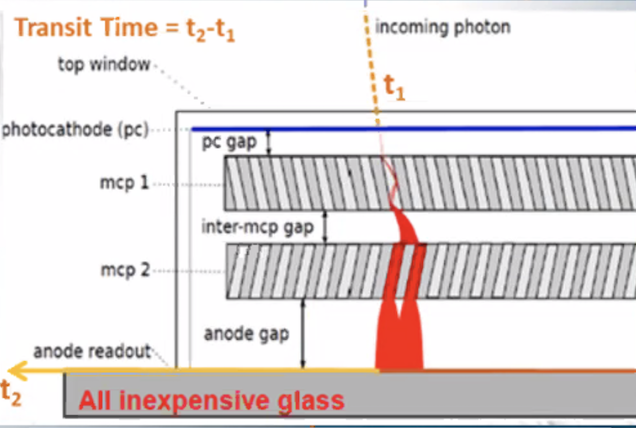 Transit Time = t₂-t₁
incoming photon
top window
t₁
photocathode (pc)
pc gap
mcp 1
inter-mcp gap
mcp 2
anode gap
anode readout
t₂
All inexpensive glass